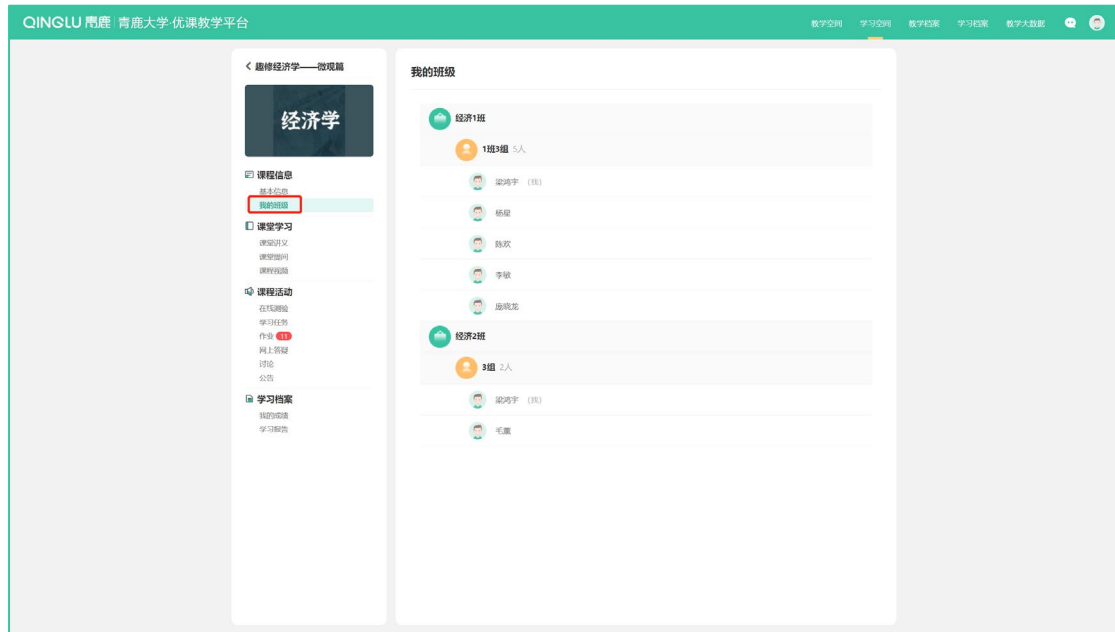 QINGLU 青鹿 青鹿大学·优课教学平台
教学空间 学习空间 教学档案 学习档案 教学大数据
趣修经济学——微观篇
经济学
课程信息
基本信息
我的班级
课堂学习
课堂讲义
课堂提问
课程视频
课程活动
在线测验
学习任务
作业 11
网上答疑
讨论
公告
学习档案
我的成绩
学习报告
我的班级
经济1班
1班3组 5人
梁鸿宇 (我)
杨星
陈欢
李敏
庞晓龙
经济2班
3组 2人
梁鸿宇 (我)
毛董